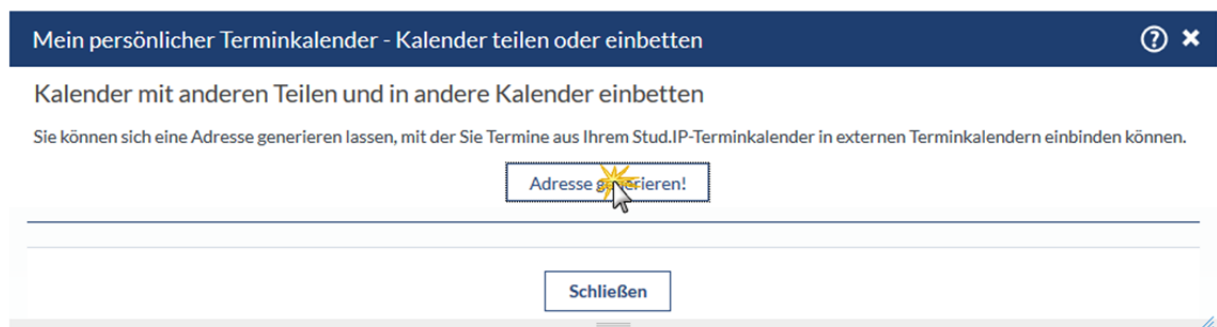 Mein persönlicher Terminkalender - Kalender teilen oder einbetten
Kalender mit anderen Teilen und in andere Kalender einbetten
Sie können sich eine Adresse generieren lassen, mit der Sie Termine aus Ihrem Stud.IP-Terminkalender in externen Terminkalendern einbinden können.
Adresse generieren!
Schließen